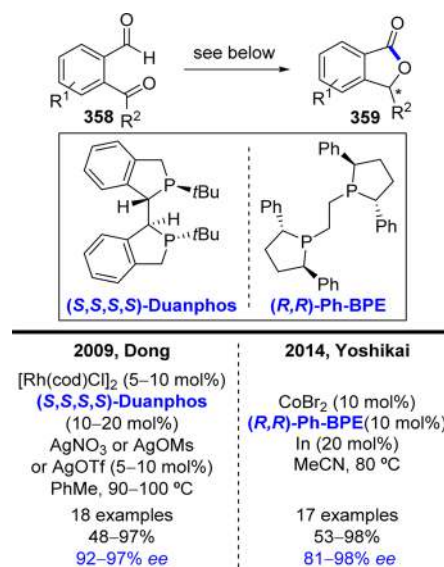 O
H
see below
O
O
O
R1
R2
R1
*
R2
358
359
Ph
P
tBu
Ph
P
H
H
Ph
P
P
tBu
Ph
(S,S,S,S)-Duanphos
(R,R)-Ph-BPE
2009, Dong
[Rh(cod)Cl]2 (5–10 mol%)
(S,S,S,S)-Duanphos
(10–20 mol%)
AgNO3 or AgOMs
or AgOTf (5–10 mol%)
PhMe, 90–100 ºC
18 examples
48–97%
92–97% ee
2014, Yoshikai
CoBr2 (10 mol%)
(R,R)-Ph-BPE(10 mol%)
In (20 mol%)
MeCN, 80 ºC
17 examples
53–98%
81–98% ee